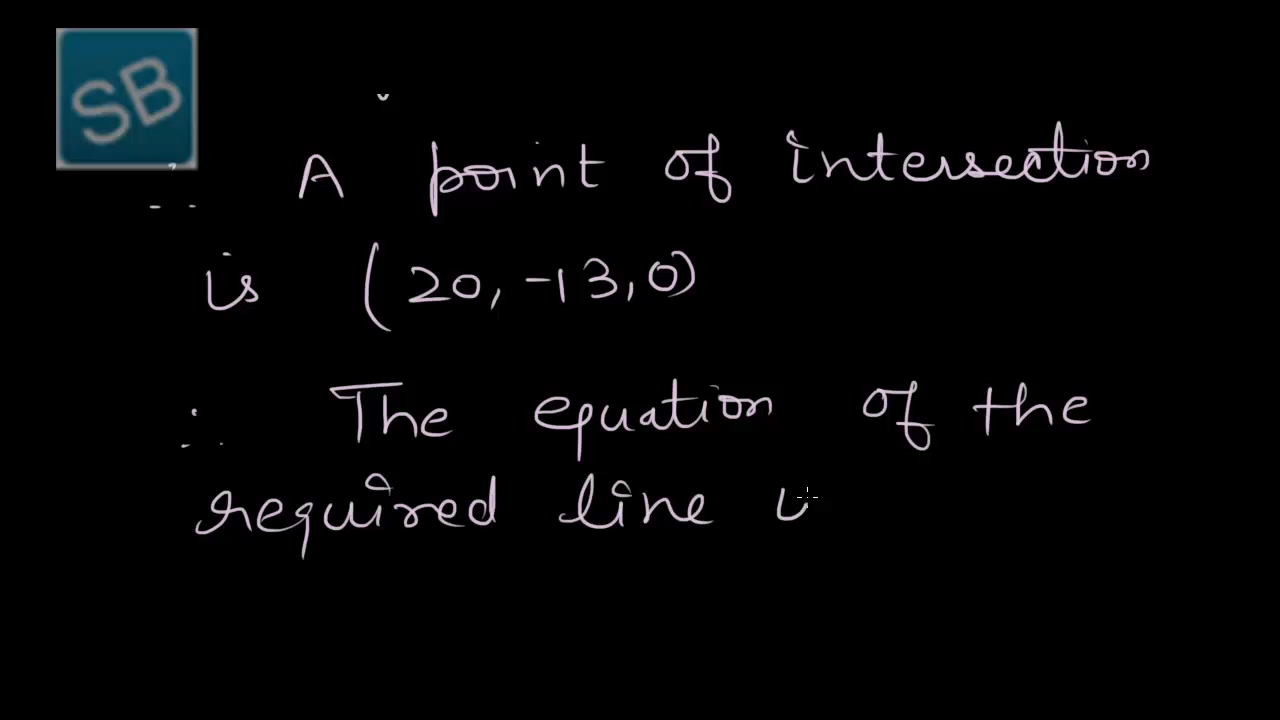 SB
∴ A point of intersection
is (20, -13, 0)
∴ The equation of the
required line